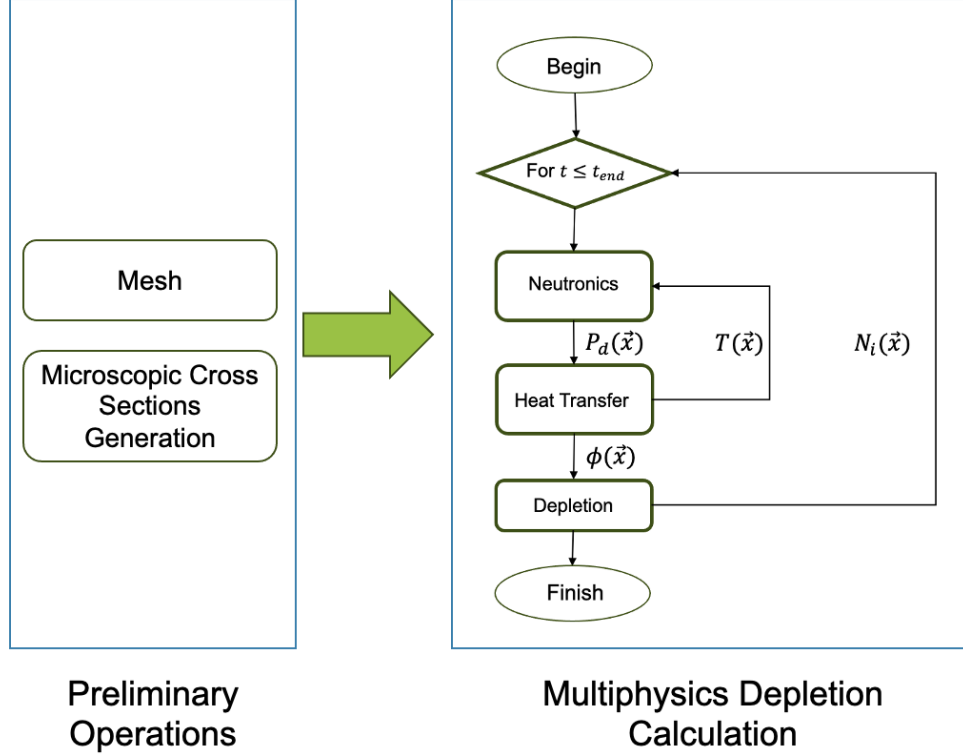 Mesh
Microscopic Cross
Sections
Generation
Preliminary
Operations
Begin
For t ≤ t_end
Neutronics
P_d(x⃗)
T(x⃗)
N_i(x⃗)
Heat Transfer
ϕ(x⃗)
Depletion
Finish
Multiphysics Depletion
Calculation